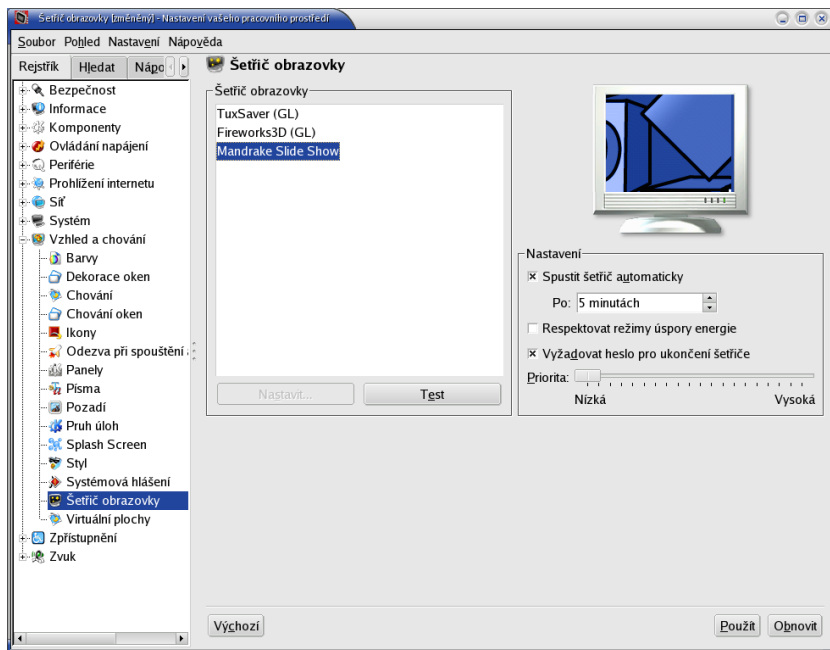 Šetřič obrazovky [změněný] - Nastavení vašeho pracovního prostředí
Soubor Pohled Nastavení Nápověda
Rejstřík Hledat Nápo
Bezpečnost
Informace
Komponenty
Ovládání napájení
Periférie
Prohlížení internetu
Síť
Systém
Vzhled a chování
Barvy
Dekorace oken
Chování
Chování oken
Ikony
Odezva při spouštění
Panely
Písma
Pozadí
Pruh úloh
Splash Screen
Styl
Systémová hlášení
Šetřič obrazovky
Virtuální plochy
Zpřístupnění
Zvuk
Šetřič obrazovky
Šetřič obrazovky
TuxSaver (GL)
Fireworks3D (GL)
Mandrake Slide Show
Nastavit...
Test
Nastavení
Spustit šetřič automaticky
Po: 5 minutách
Respektovat režimy úspory energie
Vyžadovat heslo pro ukončení šetřiče
Priorita:
Nízká Vysoká
Výchozí
Použít
Obnovit